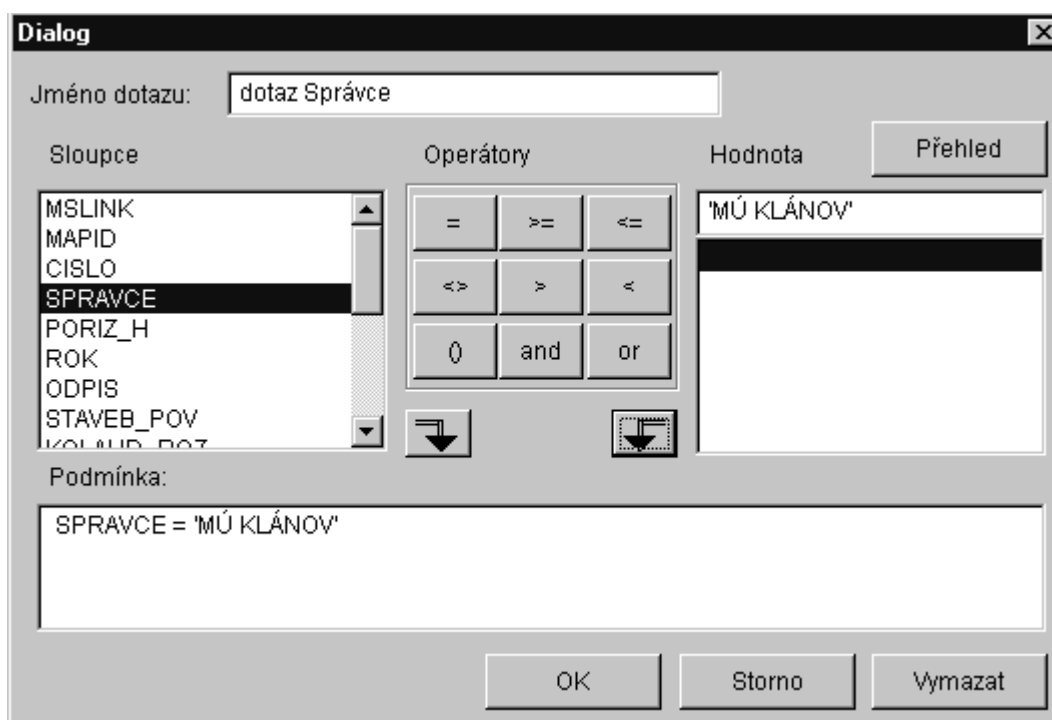 Dialog
Jméno dotazu: dotaz Správce
Sloupce Operátory Hodnota Přehled
MSLINK
MAPID
CISLO
SPRAVCE
PORIZ_H
ROK
ODPIS
STAVEB_POV
= >= <=
<> > <
() and or
'MÚ KLÁNOV'
Podmínka:
SPRAVCE = 'MÚ KLÁNOV'
OK Storno Vymazat